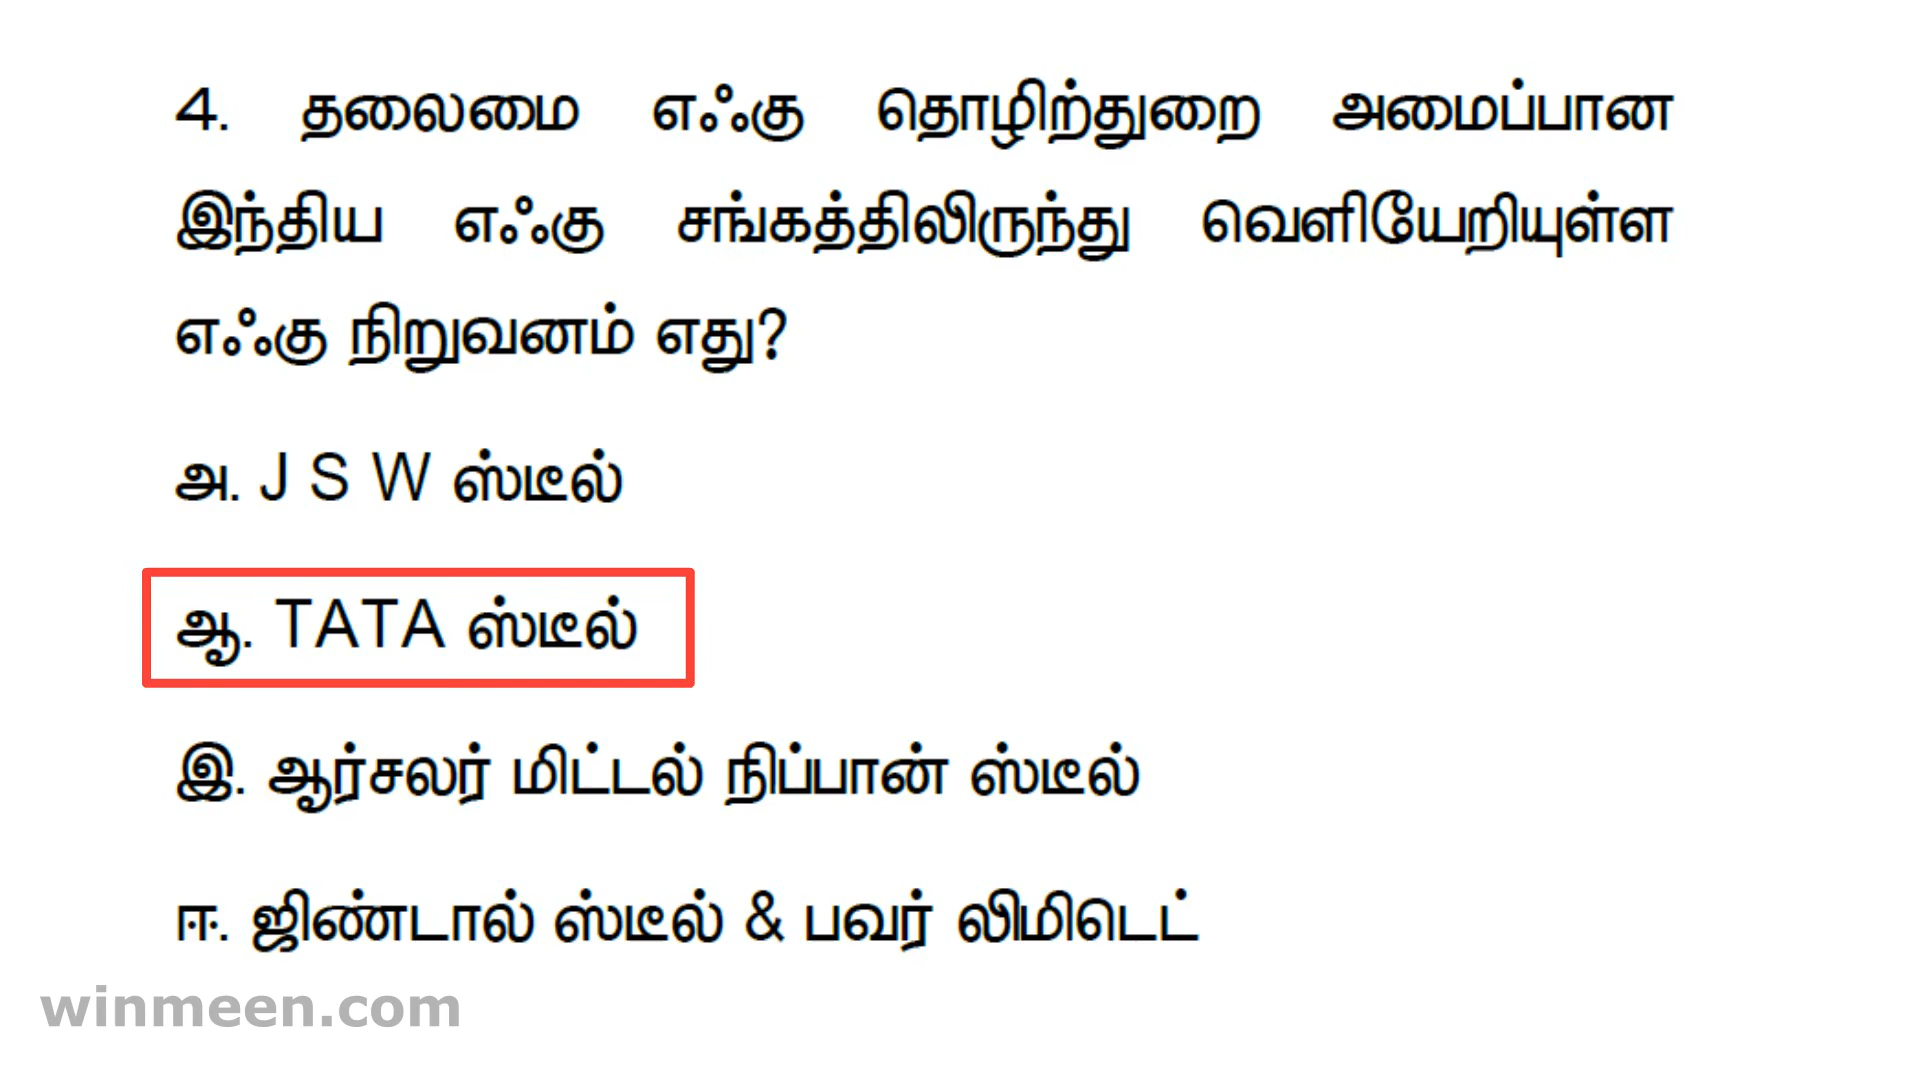 4. தலைமை எஃகு தொழிற்துறை அமைப்பான
இந்திய எஃகு சங்கத்திலிருந்து வெளியேறியுள்ள
எஃகு நிறுவனம் எது?
அ. J S W ஸ்டீல்
ஆ. TATA ஸ்டீல்
இ. ஆர்சலர் மிட்டல் நிப்பான் ஸ்டீல்
ஈ. ஜிண்டால் ஸ்டீல் & பவர் லிமிடெட்
winmeen.com